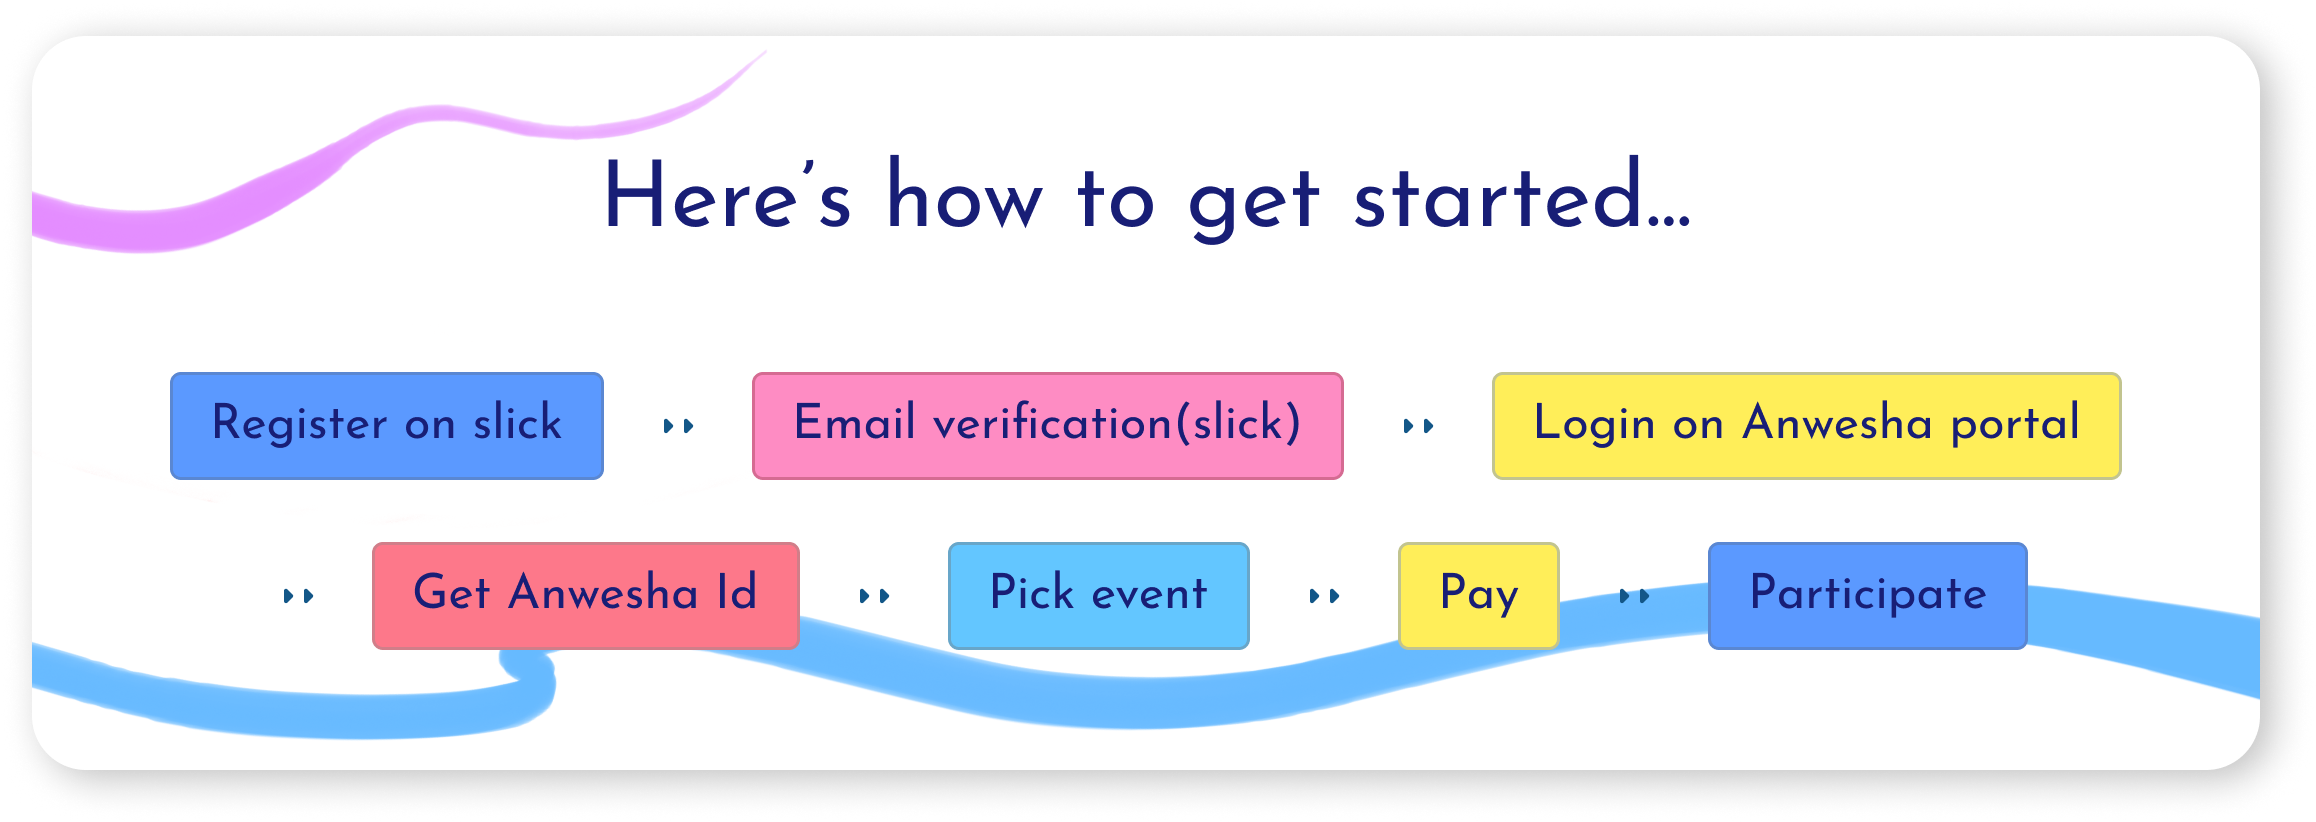 Here's how to get started...
Register on slick
Email verification(slick)
Login on Anwesha portal
Get Anwesha Id
Pick event
Pay
Participate